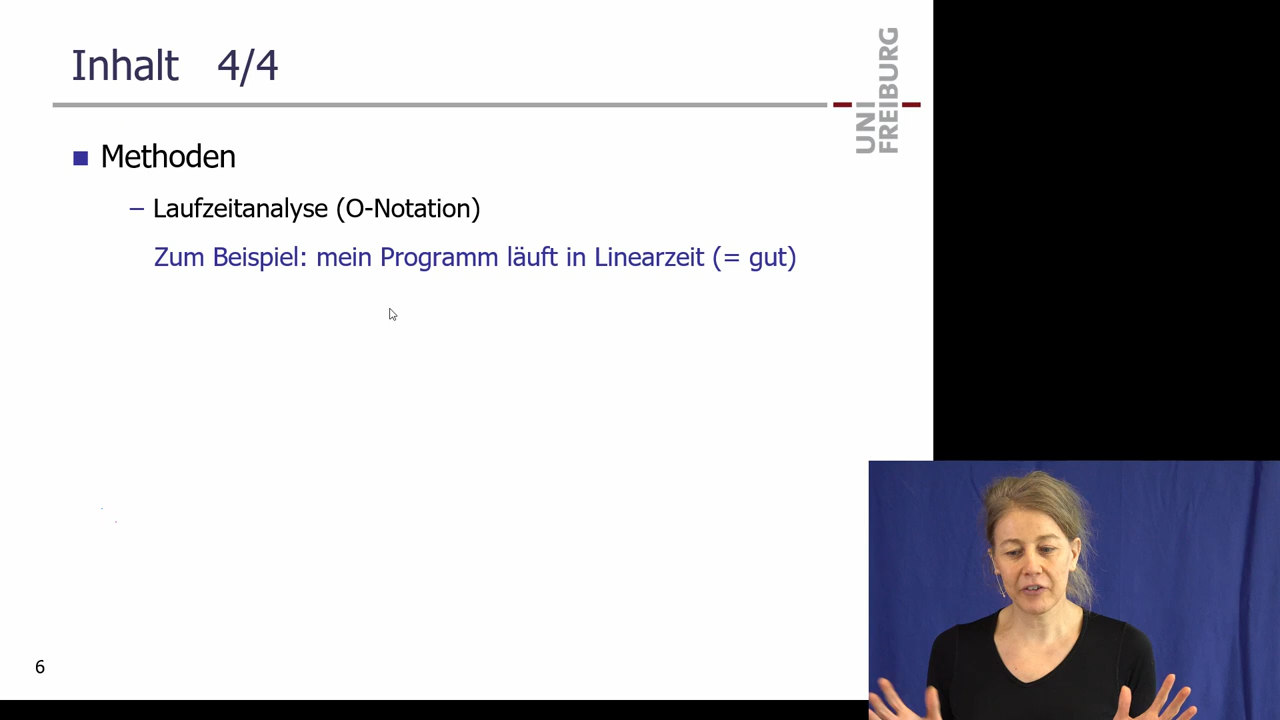 Inhalt 4/4
UNI
FREIBURG
Methoden
– Laufzeitanalyse (O-Notation)
Zum Beispiel: mein Programm läuft in Linearzeit (= gut)
6